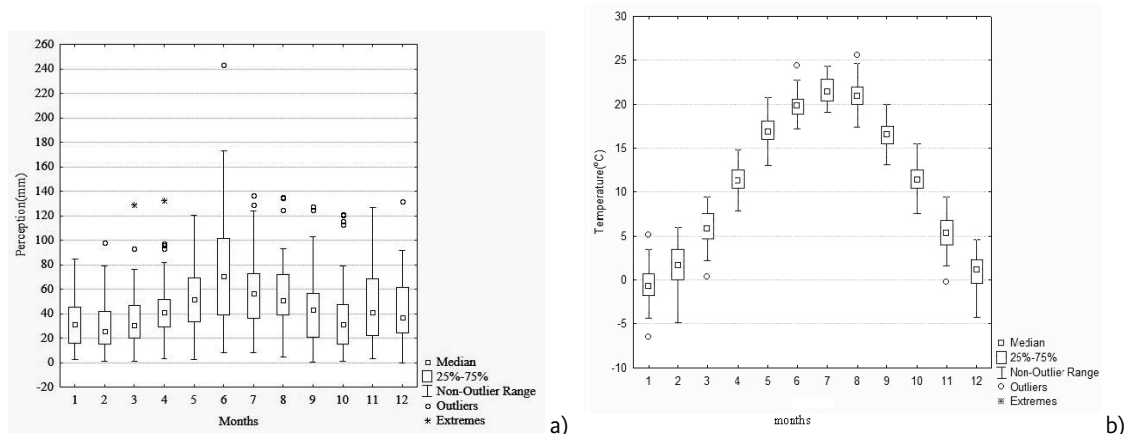 260
240
220
200
180
160
140
120
100
80
60
40
20
0
-20
Perception(mm)
1 2 3 4 5 6 7 8 9 10 11 12
Months
Median
25%-75%
Non-Outlier Range
Outliers
Extremes
a)
30
25
20
15
10
5
0
-5
-10
Temperature(°C)
1 2 3 4 5 6 7 8 9 10 11 12
months
Median
25%-75%
Non-Outlier Range
Outliers
Extremes
b)